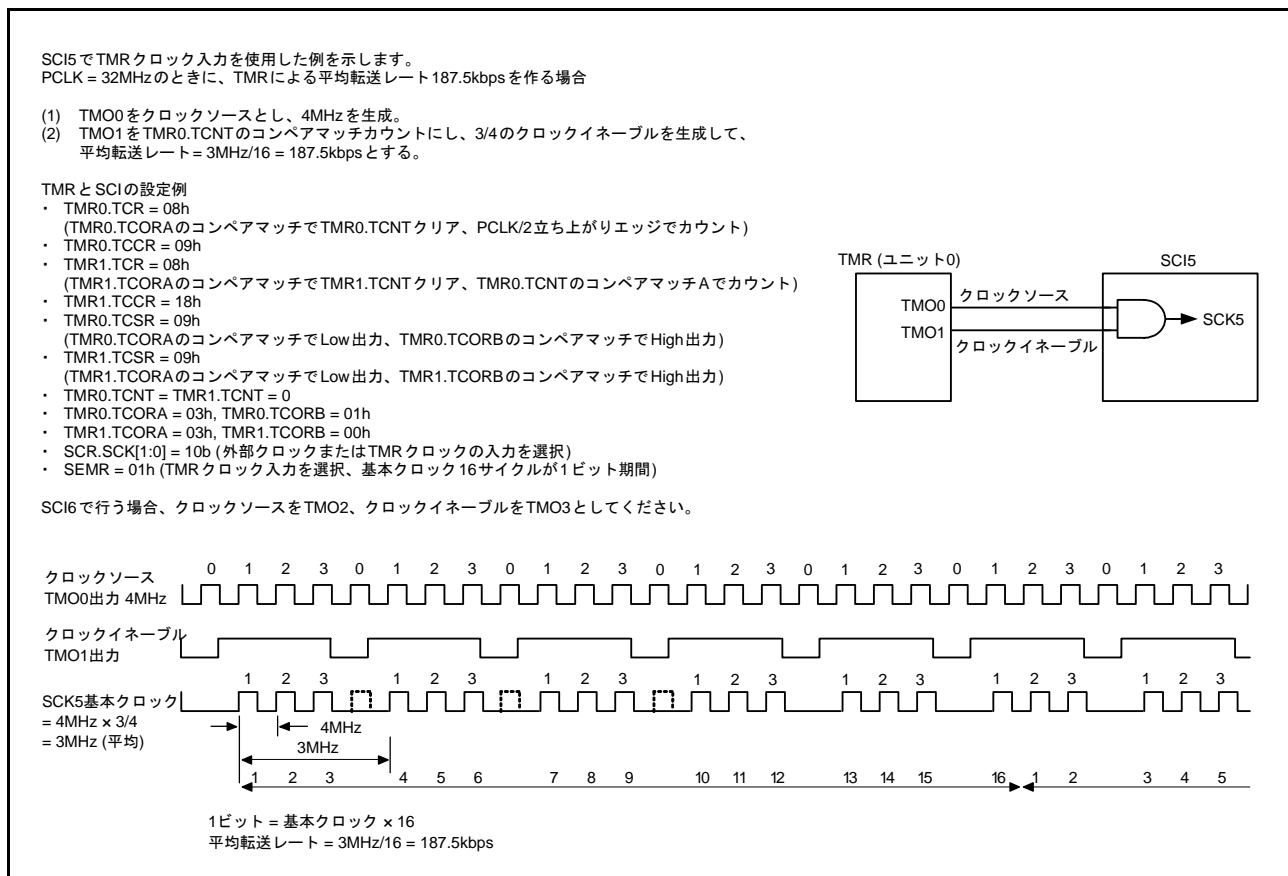 SCI5でTMRクロック入力を使用した例を示します。
PCLK = 32MHzのときに、TMRによる平均転送レート187.5kbpsを作る場合
(1) TMO0をクロックソースとし、4MHzを生成。
(2) TMO1をTMR0.TCNTのコンペアマッチカウントにし、3/4のクロックイネーブルを生成して、
平均転送レート= 3MHz/16 = 187.5kbpsとする。
TMRとSCIの設定例
・ TMR0.TCR = 08h
(TMR0.TCORAのコンペアマッチでTMR0.TCNTクリア、PCLK/2立ち上がりエッジでカウント)
・ TMR0.TCCR = 09h
・ TMR1.TCR = 08h
(TMR1.TCORAのコンペアマッチでTMR1.TCNTクリア、TMR0.TCNTのコンペアマッチAでカウント)
・ TMR1.TCCR = 18h
・ TMR0.TCSR = 09h
(TMR0.TCORAのコンペアマッチでLow出力、TMR0.TCORBのコンペアマッチでHigh出力)
・ TMR1.TCSR = 09h
(TMR1.TCORAのコンペアマッチでLow出力、TMR1.TCORBのコンペアマッチでHigh出力)
・ TMR0.TCNT = TMR1.TCNT = 0
・ TMR0.TCORA = 03h, TMR0.TCORB = 01h
・ TMR1.TCORA = 03h, TMR1.TCORB = 00h
・ SCR.SCK[1:0] = 10b (外部クロックまたはTMRクロックの入力を選択)
・ SEMR = 01h (TMRクロック入力を選択、基本クロック16サイクルが1ビット期間)
SCI6で行う場合、クロックソースをTMO2、クロックイネーブルをTMO3としてください。
TMR (ユニット0)
SCI5
TMO0
クロックソース
TMO1
クロックイネーブル
SCK5
0 1 2 3 0 1 2 3 0 1 2 3 0 1 2 3 0 1 2 3 0 1 2 3 0 1 2 3
クロックソース
TMO0出力 4MHz
クロックイネーブル
TMO1出力
1 2 3 1 2 3 1 2 3 1 2 3 1 2 3 1 2 3 1 2 3
SCK5基本クロック
= 4MHz × 3/4
= 3MHz (平均)
4MHz
3MHz
1 2 3 4 5 6 7 8 9 10 11 12 13 14 15 16 1 2 3 4 5
1ビット = 基本クロック × 16
平均転送レート = 3MHz/16 = 187.5kbps